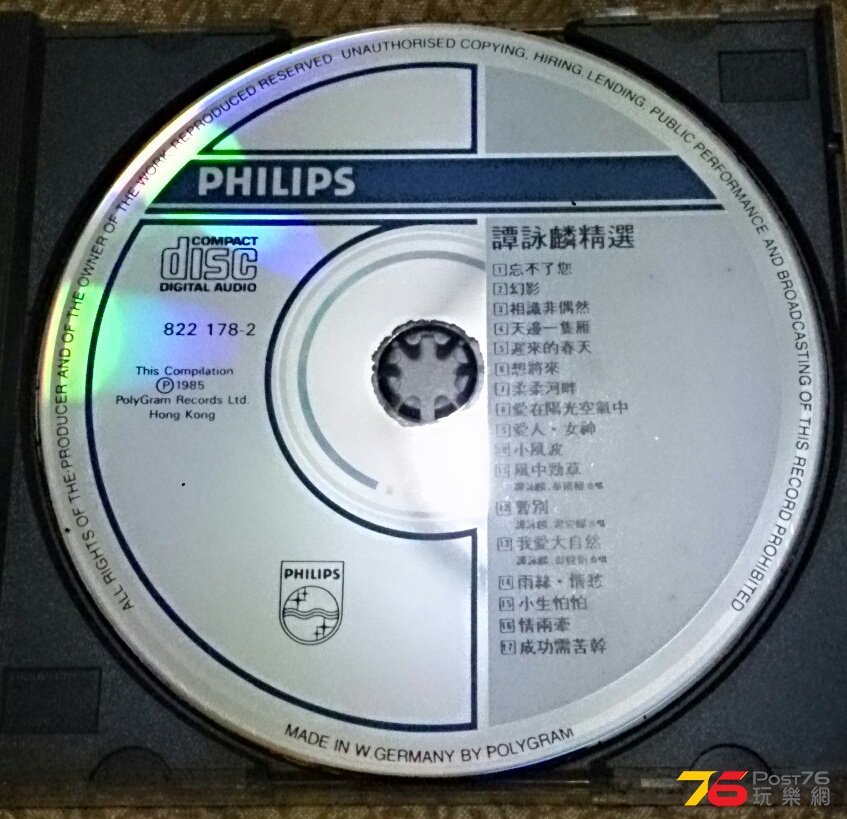 ALL RIGHTS OF THE PRODUCER AND OF THE OWNER OF THE WORK REPRODUCED RESERVED UNAUTHORISED COPYING, HIRING, LENDING, PUBLIC PERFORMANCE AND BROADCASTING OF THIS RECORD PROHIBITED
PHILIPS
COMPACT
disc
DIGITAL AUDIO
822 178-2
This Compilation
Ⓟ1985
PolyGram Records Ltd.
Hong Kong
PHILIPS
譚詠麟精選
1 忘不了您
2 幻影
3 相識非偶然
4 天邊一隻雁
5 遲來的春天
6 想將來
7 柔柔河畔
8 愛在陽光空氣中
9 愛人·女神
10 小風波
11 風中勁草
12 暫別
13 我愛大自然
14 雨絲·情愁
15 小生怕怕
16 情兩牽
17 成功需苦幹
MADE IN W.GERMANY BY POLYGRAM
76 Post76
玩樂網